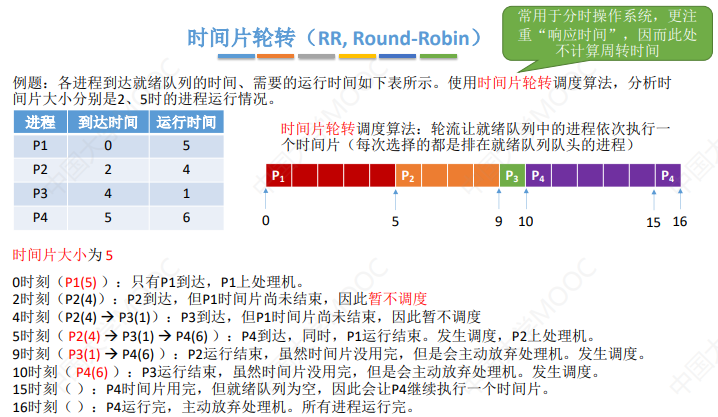 时间片轮转（RR, Round-Robin）
常用于分时操作系统，更注
重“响应时间”，因而此处
不计算周转时间
例题：各进程到达就绪队列的时间、需要的运行时间如下表所示。使用时间片轮转调度算法，分析时
间片大小分别是2、5时的进程运行情况。
进程 到达时间 运行时间
P1 0 5
P2 2 4
P3 4 1
P4 5 6
时间片轮转调度算法：轮流让就绪队列中的进程依次执行一
个时间片（每次选择的都是排在就绪队列队头的进程）
P1 P2 P3 P4 P4
0 5 9 10 15 16
时间片大小为 5
0时刻（P1(5) ）：只有P1到达，P1上处理机。
2时刻（P2(4)）：P2到达，但P1时间片尚未结束，因此暂不调度
4时刻（P2(4) → P3(1)）：P3到达，但P1时间片尚未结束，因此暂不调度
5时刻（ P2(4) → P3(1) → P4(6) ）：P4到达，同时，P1运行结束。发生调度，P2上处理机。
9时刻（ P3(1) → P4(6) ）：P2运行结束，虽然时间片没用完，但是会主动放弃处理机。发生调度。
10时刻（ P4(6) ）：P3运行结束，虽然时间片没用完，但是会主动放弃处理机。发生调度。
15时刻（ ）：P4时间片用完，但就绪队列为空，因此会让P4继续执行一个时间片。
16时刻（ ）：P4运行完，主动放弃处理机。所有进程运行完。